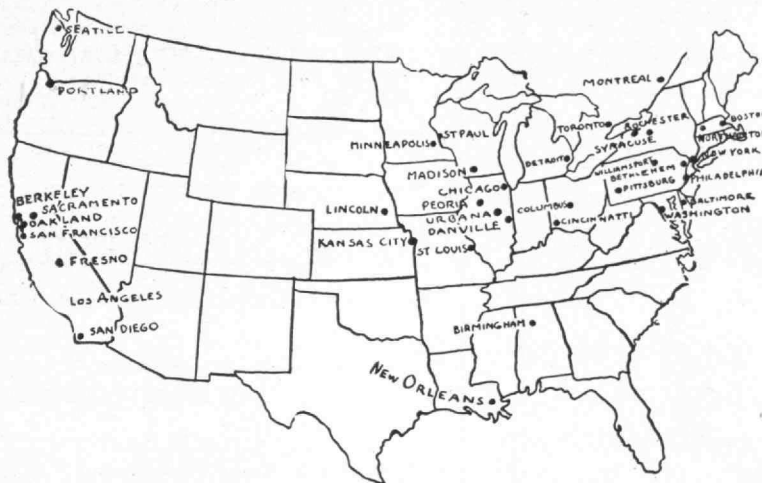 SEATTLE
PORTLAND
MONTREAL
MINNEAPOLIS
ST PAUL
TORONTO
ROCHESTER
BOSTON
SYRACUSE
MADISON
DETROIT
WILLIAMSPORT
NEW YORK
BETHLEHEM
CHICAGO
PITTSBURG
PHILADELPHIA
BERKELEY
SACRAMENTO
PEORIA
LINCOLN
COLUMBUS
BALTIMORE
OAKLAND
URBANA
WASHINGTON
SAN FRANCISCO
DANVILLE
CINCINNATTI
KANSAS CITY
ST LOUIS
FRESNO
LOS ANGELES
SAN DIEGO
BIRMINGHAM
NEW ORLEANS